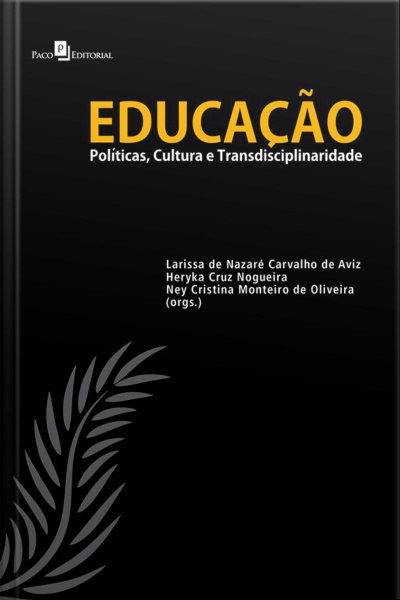 PACO P EDITORIAL
EDUCAÇÃO
Políticas, Cultura e Transdisciplinaridade
Larissa de Nazaré Carvalho de Aviz
Heryka Cruz Nogueira
Ney Cristina Monteiro de Oliveira
(orgs.)